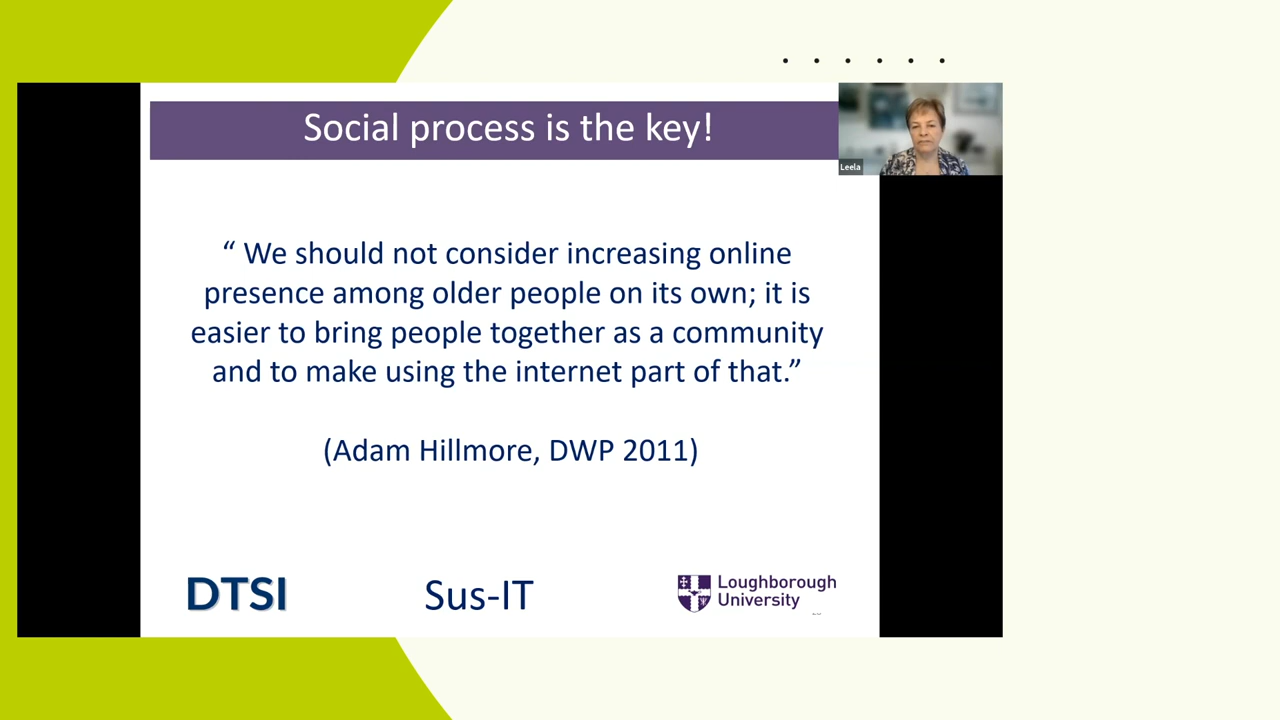 Social process is the key!
Leela
“ We should not consider increasing online
presence among older people on its own; it is
easier to bring people together as a community
and to make using the internet part of that.”
(Adam Hillmore, DWP 2011)
DTSI
Sus-IT
Loughborough
University